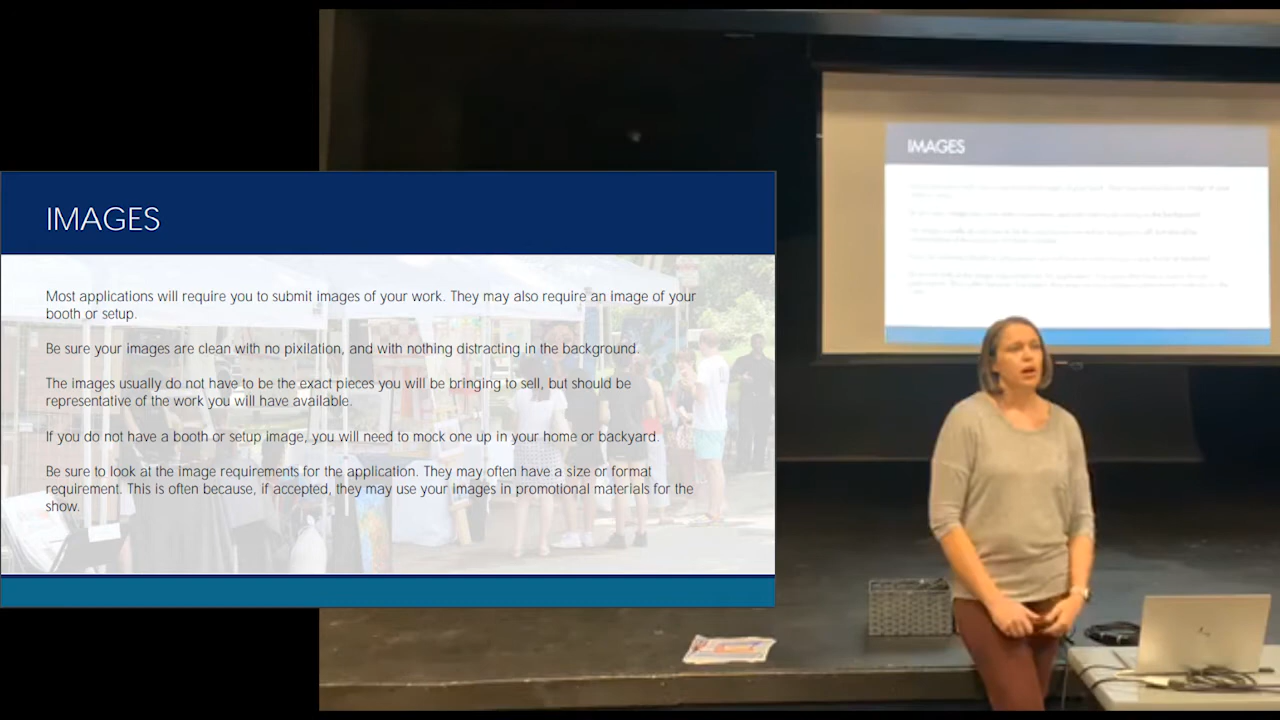 IMAGES
Most applications will require you to submit images of your work. They may also require an image of your
booth or setup.
Be sure your images are clean with no pixilation, and with nothing distracting in the background.
The images usually do not have to be the exact pieces you will be bringing to sell, but should be
representative of the work you will have available.
If you do not have a booth or setup image, you will need to mock one up in your home or backyard.
Be sure to look at the image requirements for the application. They may often have a size or format
requirement. This is often because, if accepted, they may use your images in promotional materials for the
show.
IMAGES